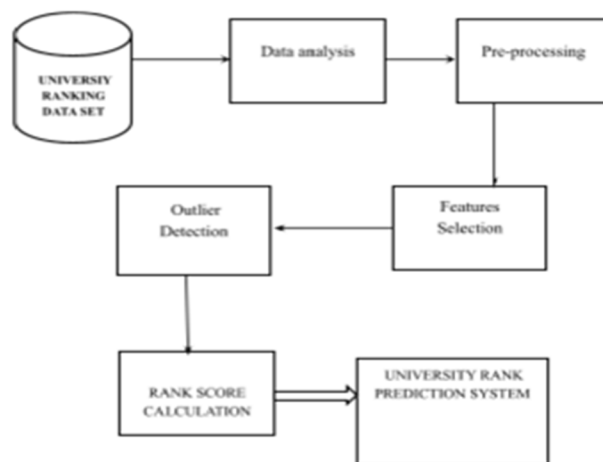 UNIVERSIY
RANKING
DATA SET
Data analysis
Pre-processing
Features
Selection
Outlier
Detection
RANK SCORE
CALCULATION
UNIVERSITY RANK
PREDICTION SYSTEM